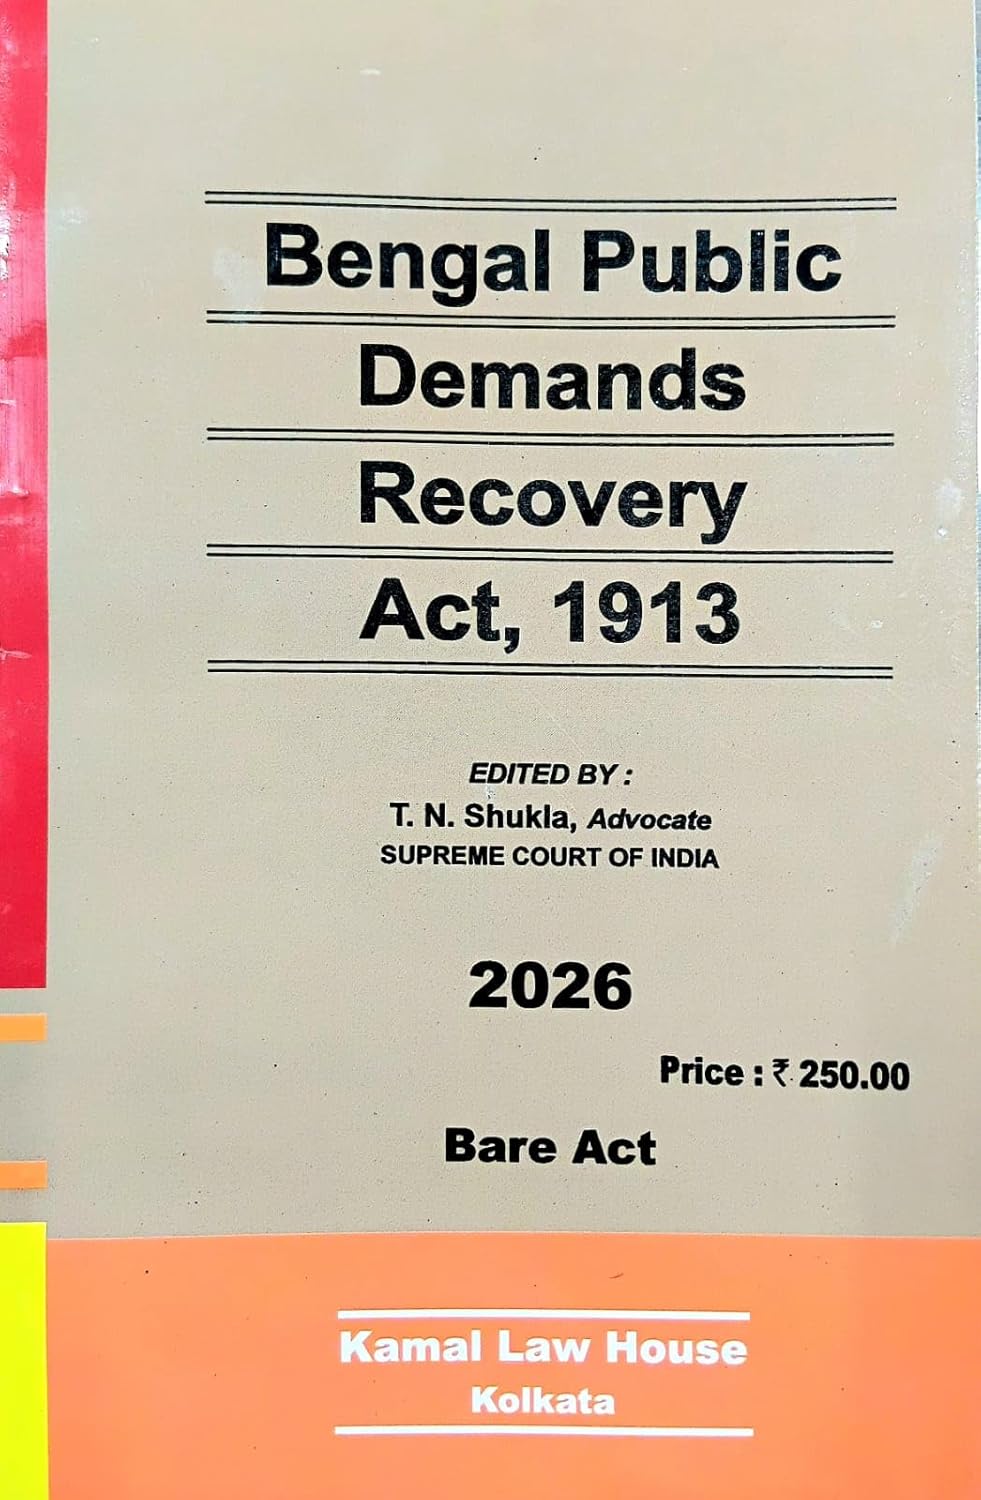 Bengal Public
Demands
Recovery
Act, 1913
EDITED BY :
T. N. Shukla, Advocate
SUPREME COURT OF INDIA
2026
Price : ₹ 250.00
Bare Act
Kamal Law House
Kolkata